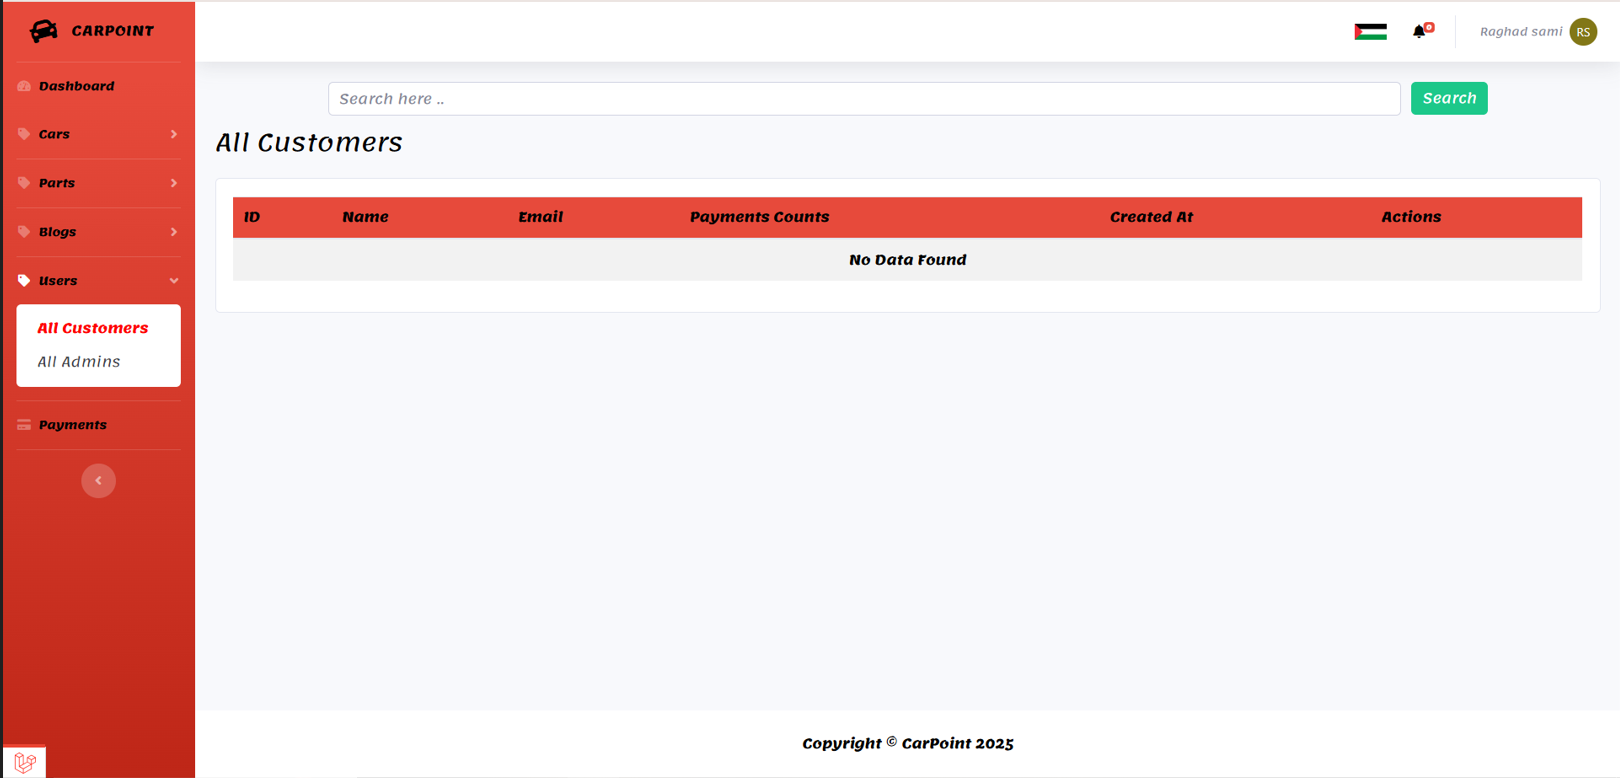 CARPOINT
Dashboard
Cars
Parts
Blogs
Users
All Customers
All Admins
Payments
0
Raghad sami
RS
Search here ..
Search
All Customers
ID Name Email Payments Counts Created At Actions
No Data Found
Copyright © CarPoint 2025